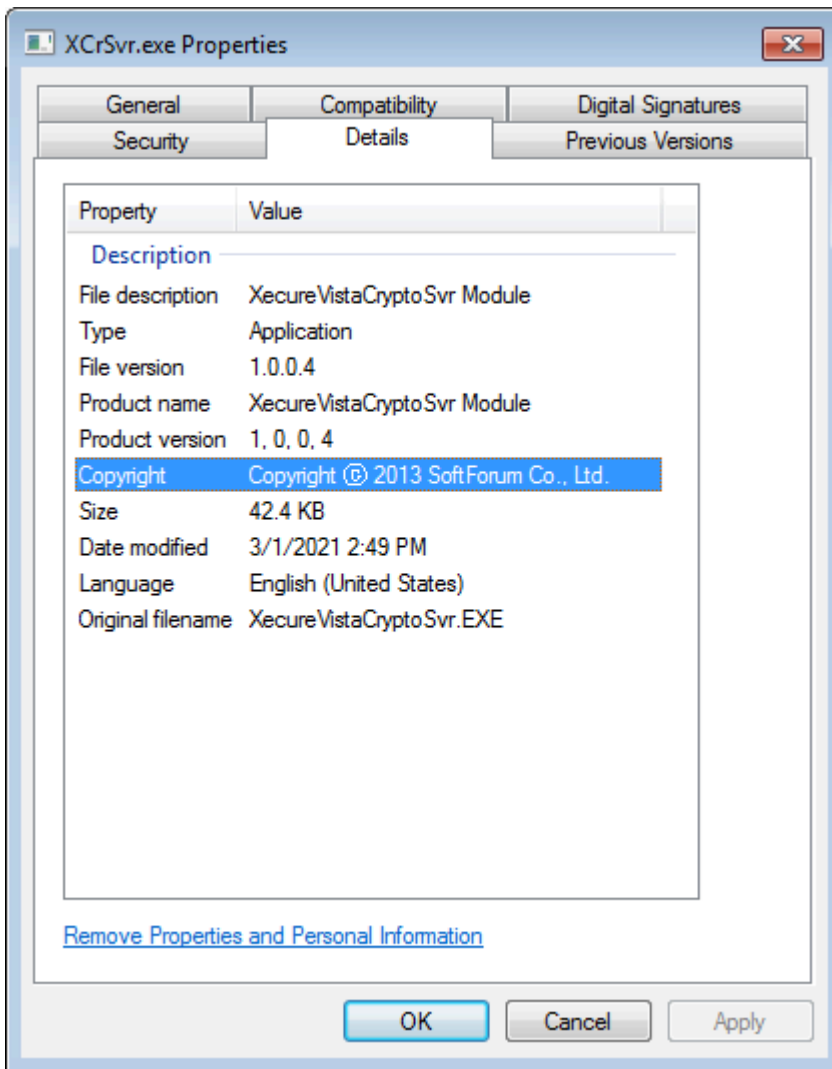 XCrSvr.exe Properties
General Compatibility Digital Signatures
Security Details Previous Versions
Property Value
Description
File description XecureVistaCryptoSvr Module
Type Application
File version 1.0.0.4
Product name XecureVistaCryptoSvr Module
Product version 1, 0, 0, 4
Copyright Copyright ⓒ 2013 SoftForum Co., Ltd.
Size 42.4 KB
Date modified 3/1/2021 2:49 PM
Language English (United States)
Original filename XecureVistaCryptoSvr.EXE
Remove Properties and Personal Information
OK Cancel Apply